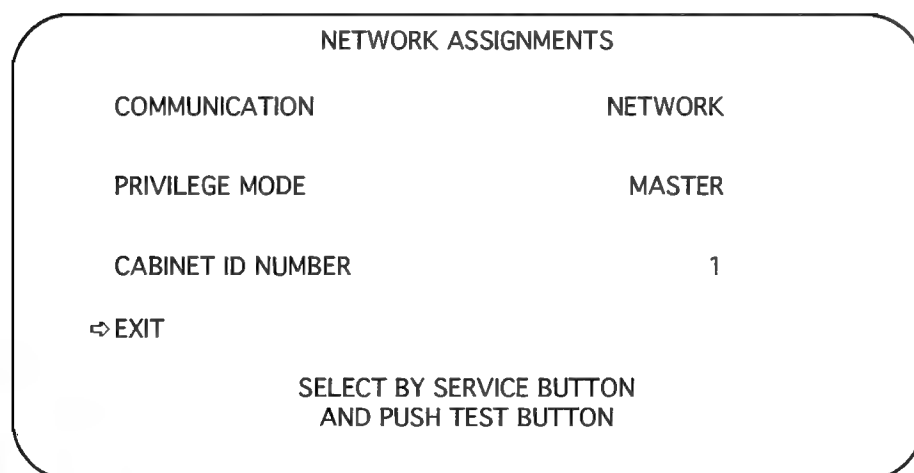 NETWORK ASSIGNMENTS
COMMUNICATION NETWORK
PRIVILEGE MODE MASTER
CABINET ID NUMBER 1
➪EXIT
SELECT BY SERVICE BUTTON
AND PUSH TEST BUTTON